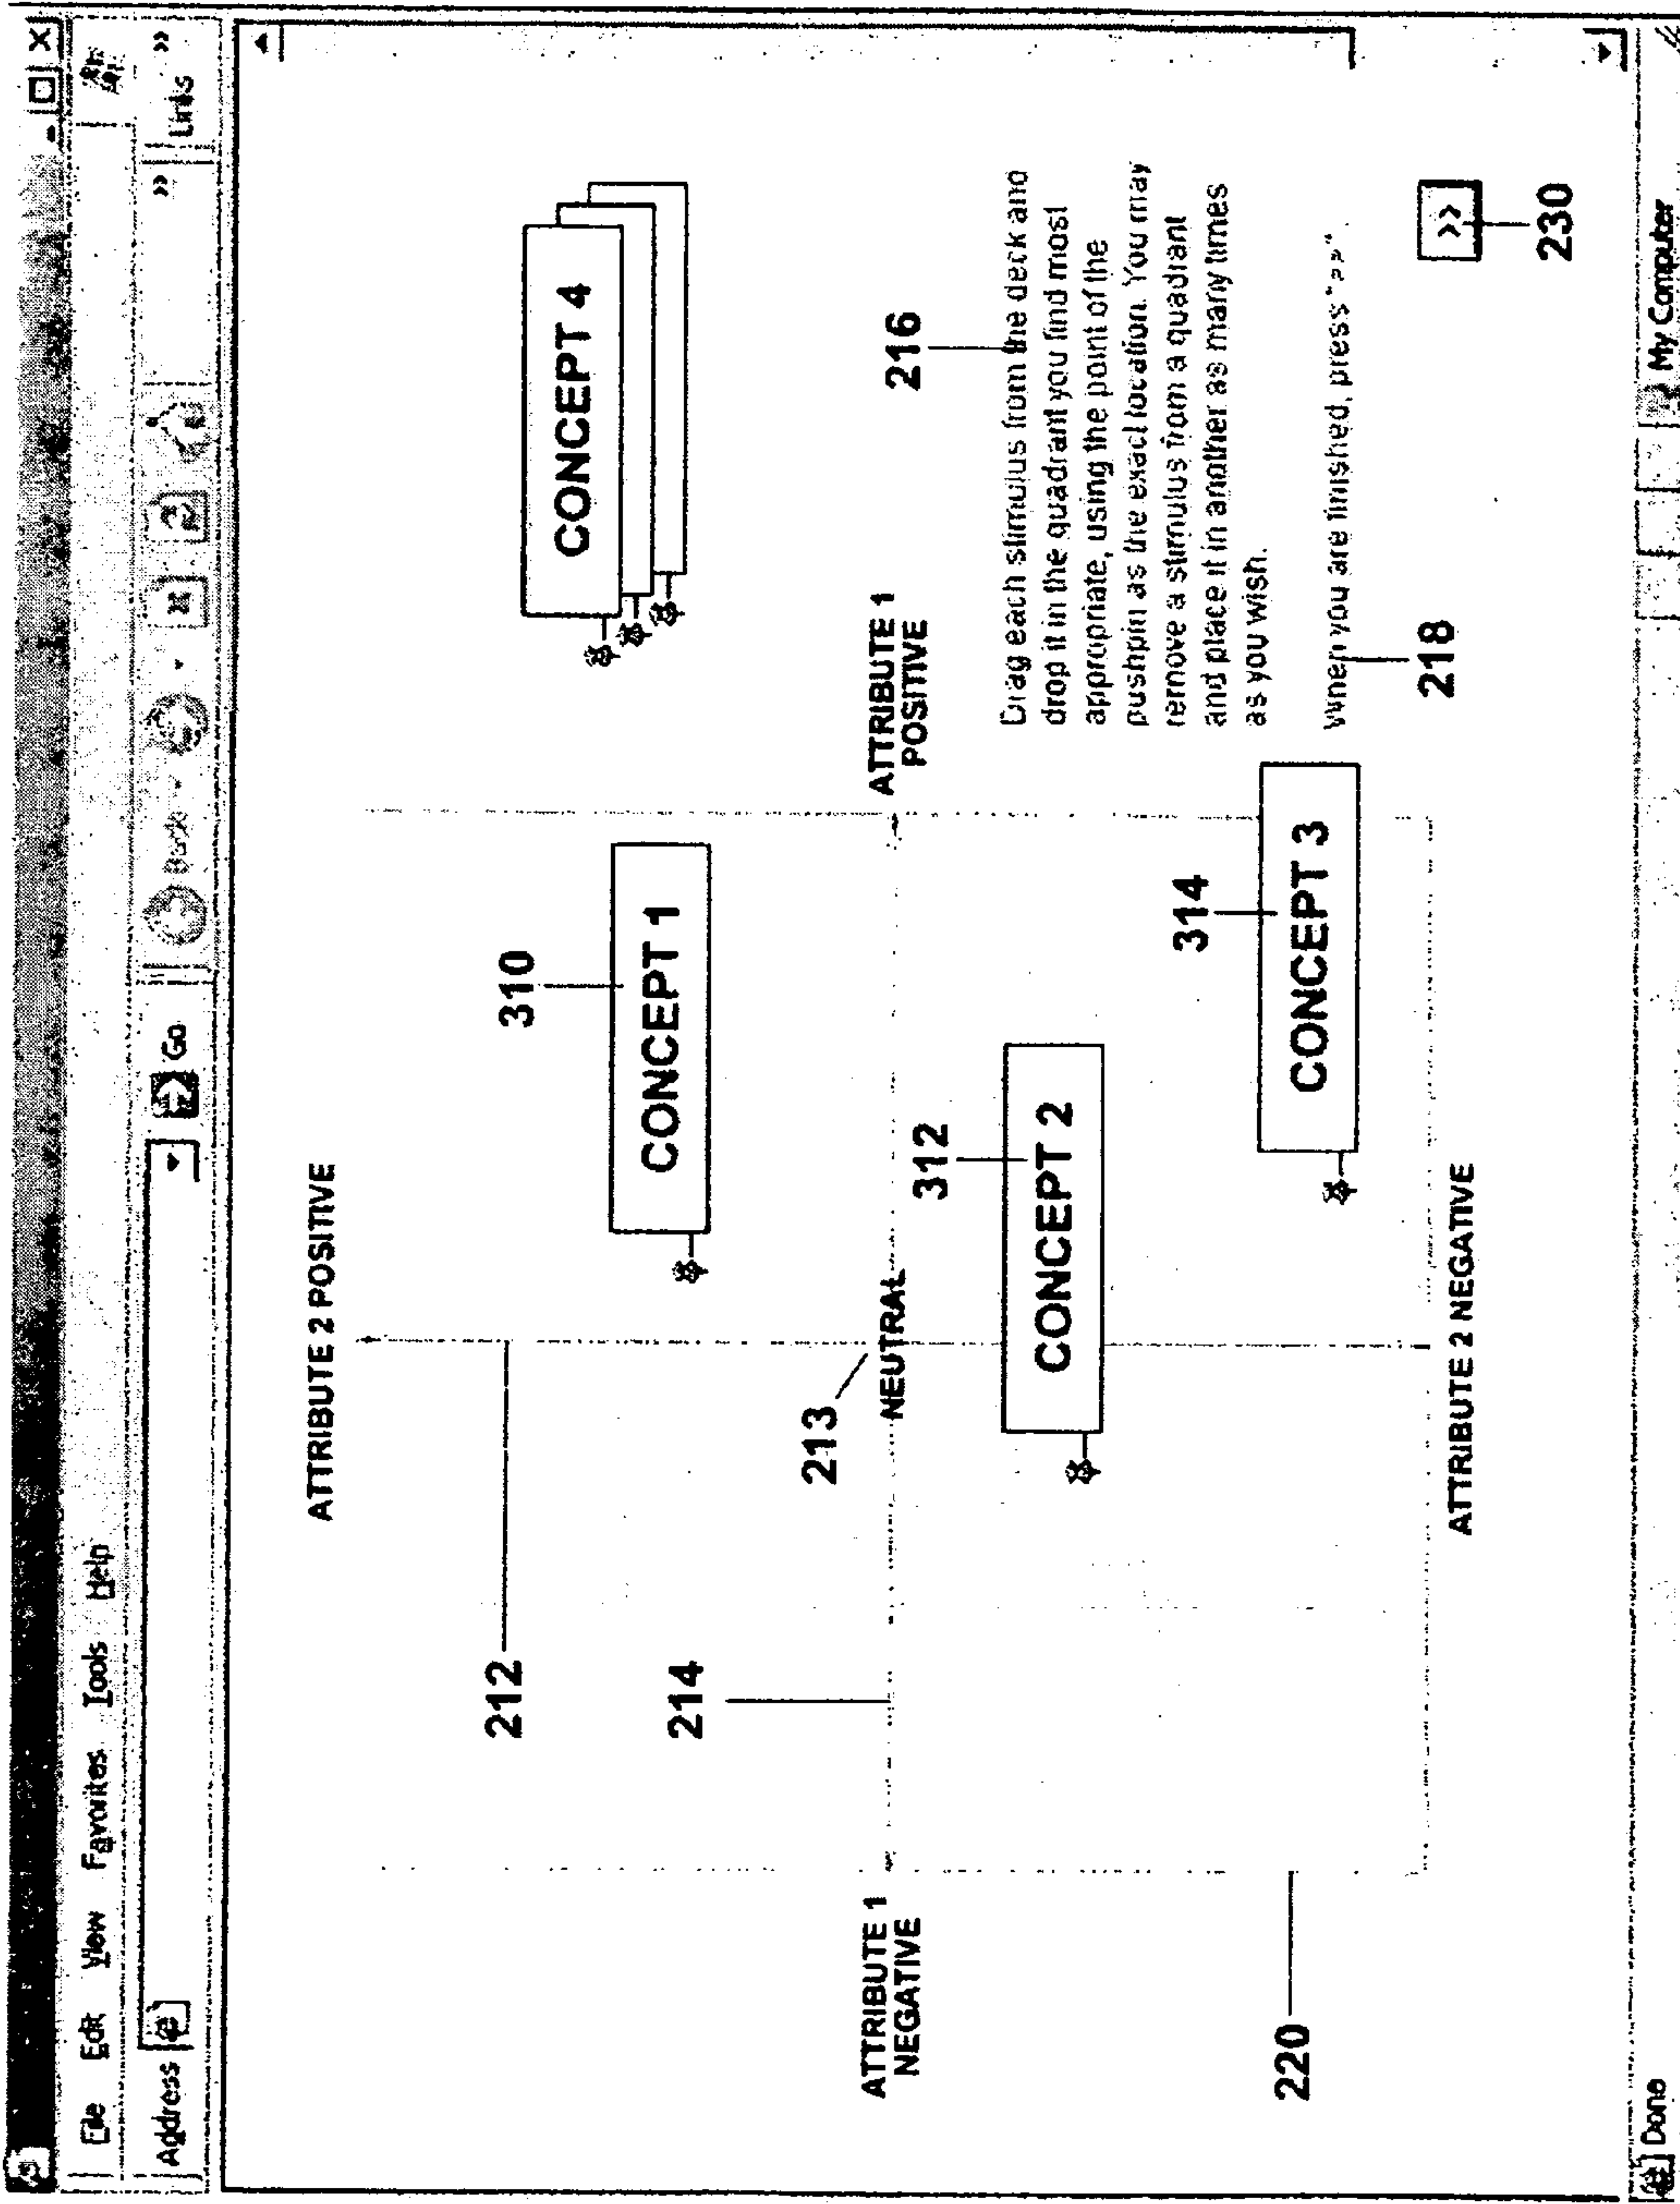 File Edit View Favorites Tools Help
Address
Go
Back
Links
ATTRIBUTE 2 POSITIVE
212
310
CONCEPT 4
CONCEPT 1
214
213
NEUTRAL
ATTRIBUTE 1
NEGATIVE
ATTRIBUTE 1
POSITIVE
216
312
CONCEPT 2
314
CONCEPT 3
Drag each stimulus from the deck and
drop it in the quadrant you find most
appropriate, using the point of the
pushpin as the exact location. You may
remove a stimulus from a quadrant
and place it in another as many times
as you wish.
When you are finished, press ">>".
220
218
>>
230
ATTRIBUTE 2 NEGATIVE
Done
My Computer